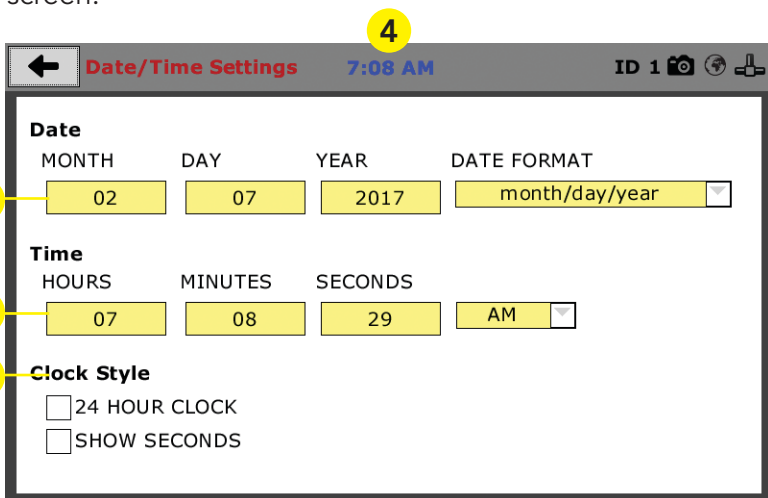 screen.
4
Date/Time Settings 7:08 AM ID 1
Date
MONTH DAY YEAR DATE FORMAT
02 07 2017 month/day/year
Time
HOURS MINUTES SECONDS
07 08 29 AM
Clock Style
24 HOUR CLOCK
SHOW SECONDS